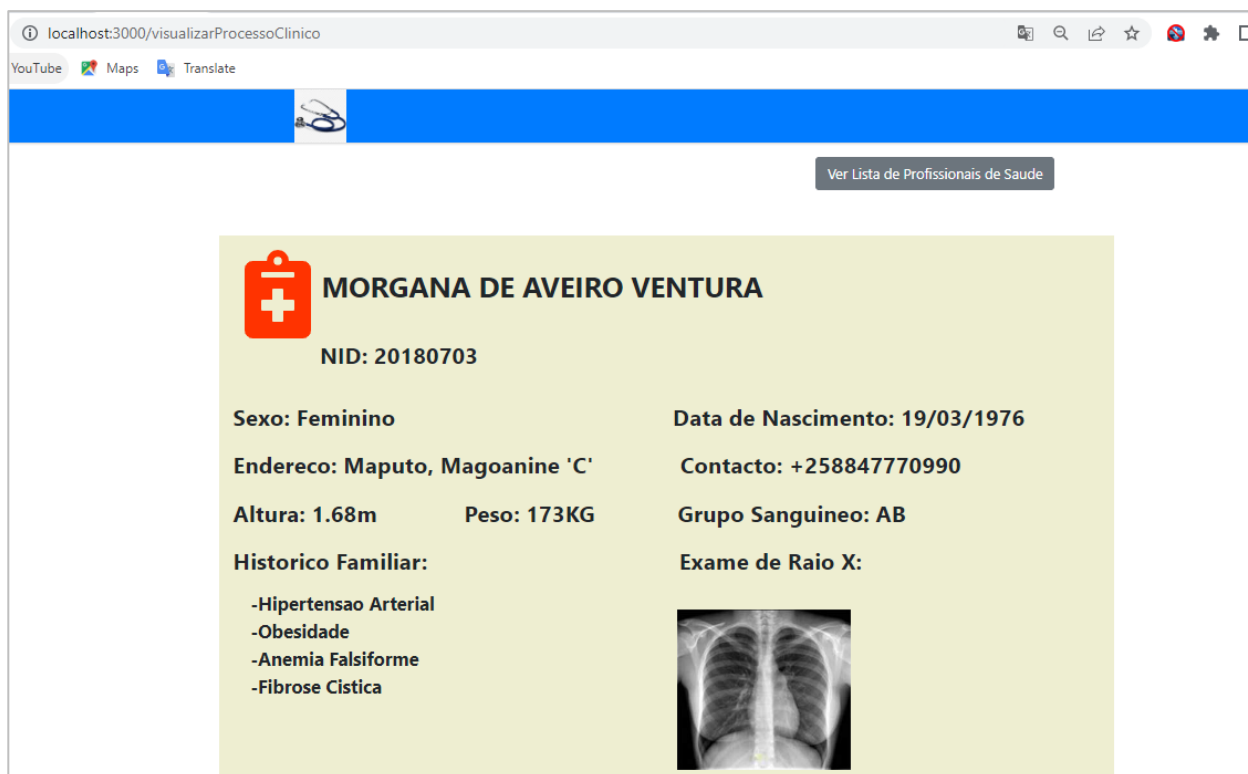 localhost:3000/visualizarProcessoClinico
YouTube Maps Translate
Ver Lista de Profissionais de Saude
MORGANA DE AVEIRO VENTURA
NID: 20180703
Sexo: Feminino Data de Nascimento: 19/03/1976
Endereco: Maputo, Magoanine 'C' Contacto: +258847770990
Altura: 1.68m Peso: 173KG Grupo Sanguineo: AB
Historico Familiar: Exame de Raio X:
-Hipertensao Arterial
-Obesidade
-Anemia Falsiforme
-Fibrose Cistica